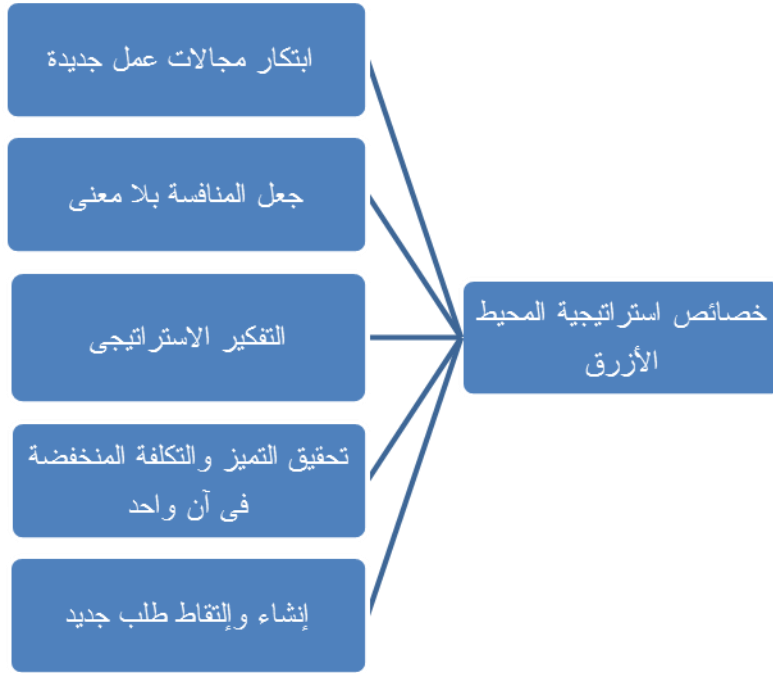 خصائص استراتيجية المحيط
الأزرق
ابتكار مجالات عمل جديدة
جعل المنافسة بلا معنى
التفكير الاستراتيجى
تحقيق التميز والتكلفة المنخفضة
فى آن واحد
إنشاء وإلتقاط طلب جديد